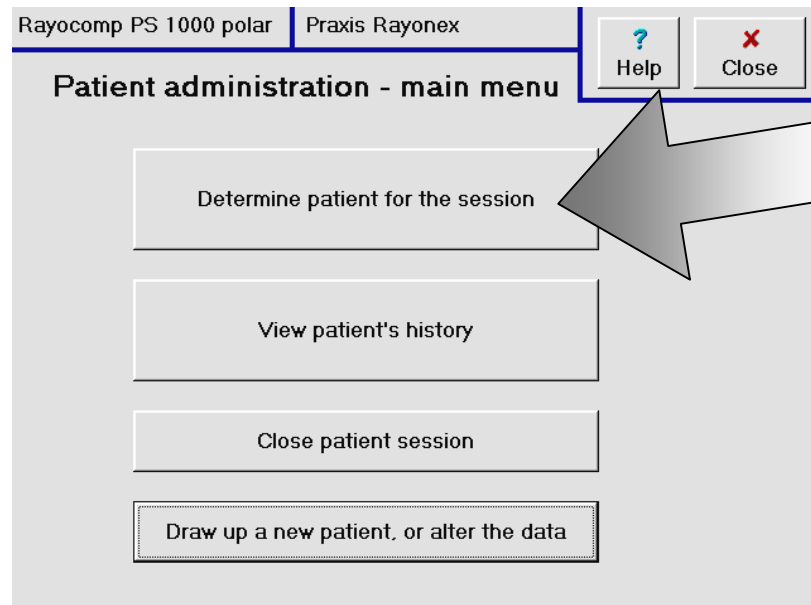 Rayocomp PS 1000 polar
Praxis Rayonex
?
Help
x
Close
Patient administration - main menu
Determine patient for the session
View patient's history
Close patient session
Draw up a new patient, or alter the data